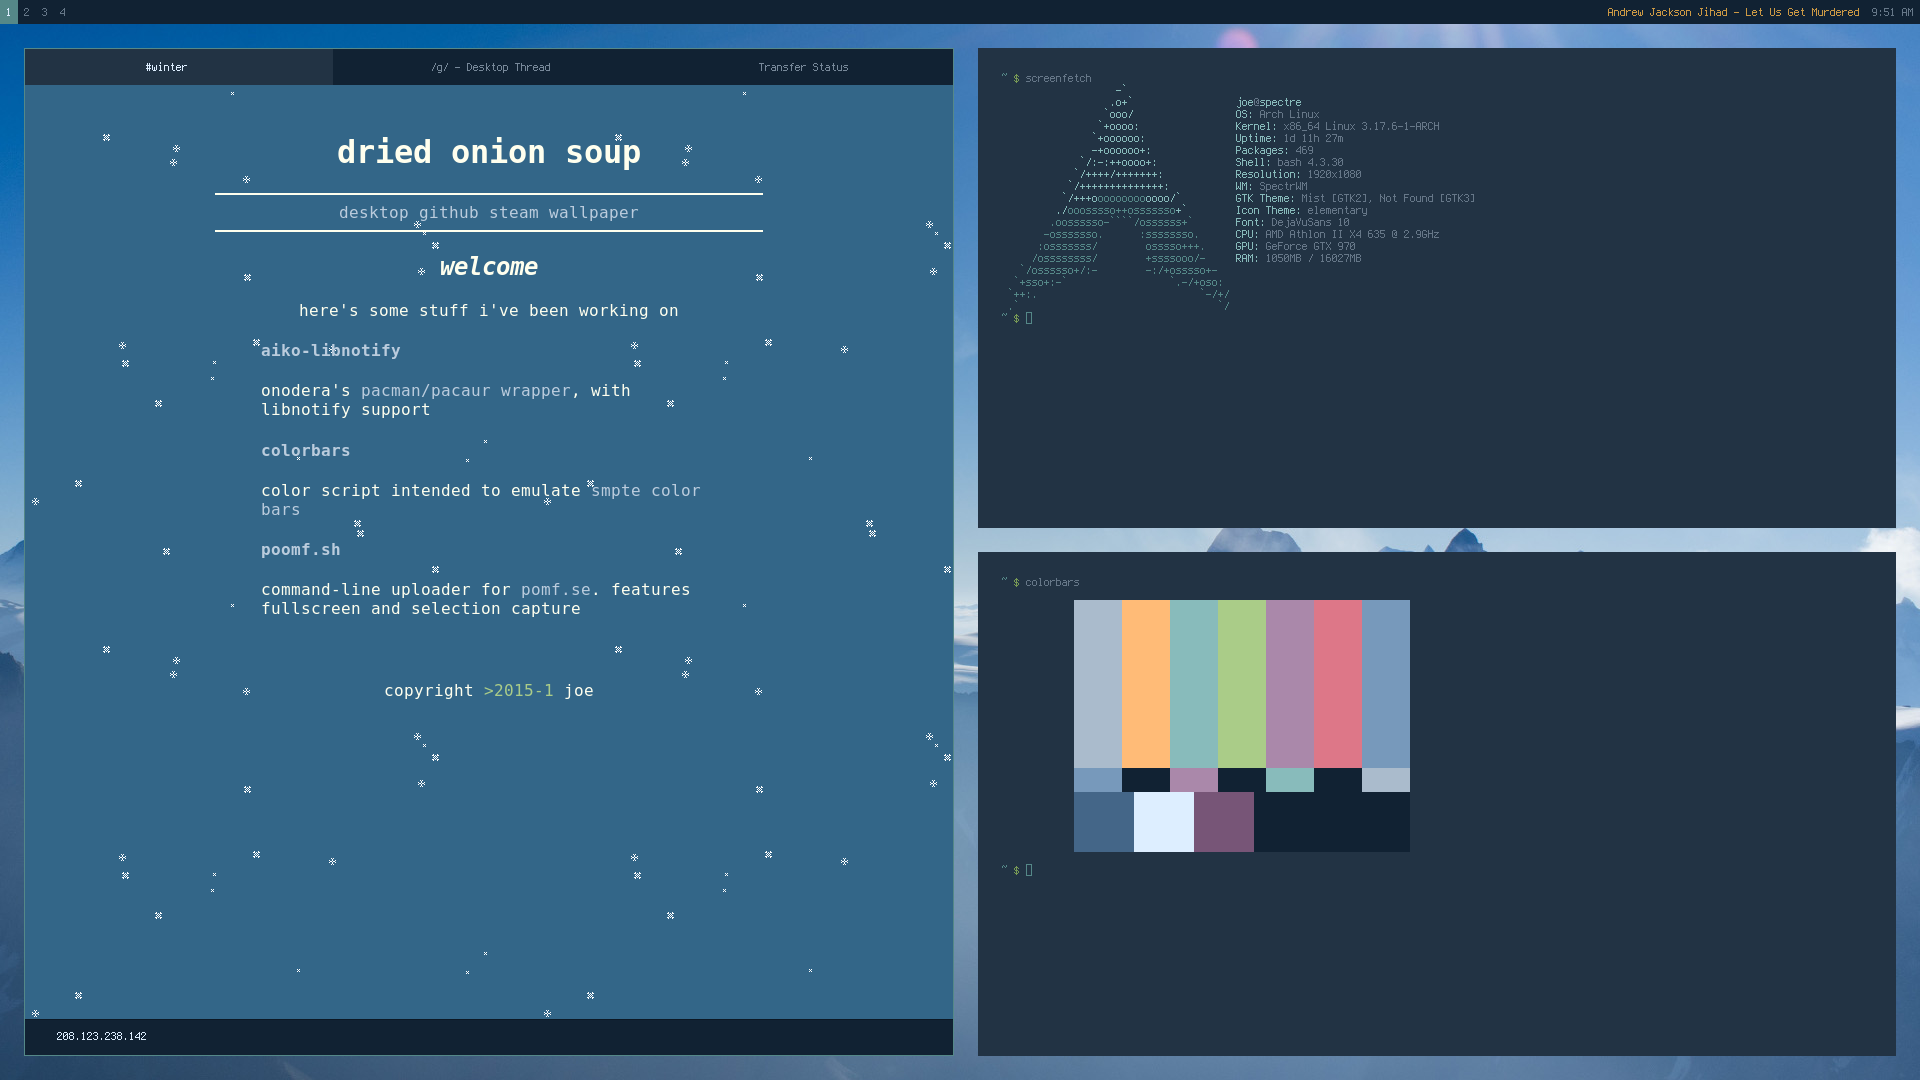 1 2 3 4
Andrew Jackson Jihad - Let Us Get Murdered 9:51 AM
#winter
/g/ - Desktop Thread
Transfer Status
dried onion soup
desktop github steam wallpaper
welcome
here's some stuff i've been working on
aiko-libnotify
onodera's pacman/pacaur wrapper, with
libnotify support
colorbars
color script intended to emulate smpte color
bars
poomf.sh
command-line uploader for pomf.se. features
fullscreen and selection capture
copyright >2015-1 joe
208.123.238.142
~ $ screenfetch
joe@spectre
OS: Arch Linux
Kernel: x86_64 Linux 3.17.6-1-ARCH
Uptime: 1d 11h 27m
Packages: 469
Shell: bash 4.3.30
Resolution: 1920x1080
WM: SpectrWM
GTK Theme: Mist [GTK2], Not Found [GTK3]
Icon Theme: elementary
Font: DejaVuSans 10
CPU: AMD Athlon II X4 635 @ 2.9GHz
GPU: GeForce GTX 970
RAM: 1050MB / 16027MB
~ $
~ $ colorbars
~ $